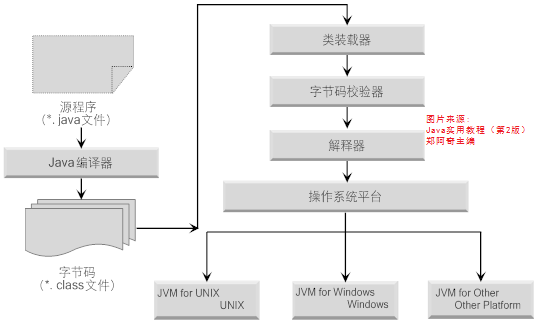 源程序
（*. java文件）
Java编译器
字节码
（*. class文件）
类装载器
字节码校验器
解释器
操作系统平台
JVM for UNIX
UNIX
JVM for Windows
Windows
JVM for Other
Other Platform
图片来源：
Java实用教程（第2版）
郑阿奇主编